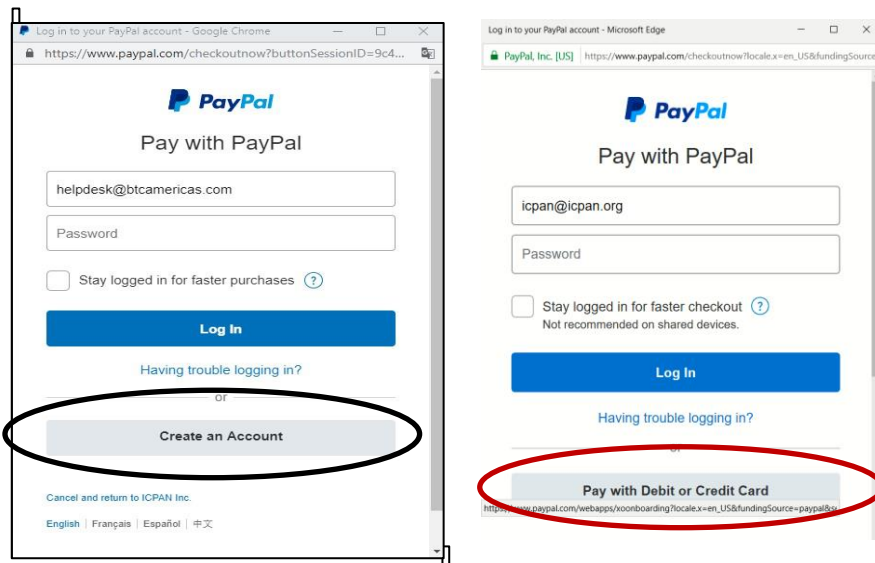 Log in to your PayPal account - Google Chrome
https://www.paypal.com/checkoutnow?buttonSessionID=9c4...
PayPal
Pay with PayPal
helpdesk@btcamericas.com
Password
Stay logged in for faster purchases ?
Log In
Having trouble logging in?
or
Create an Account
Cancel and return to ICPAN Inc.
English | Français | Español | 中文
Log in to your PayPal account - Microsoft Edge
PayPal, Inc. [US] https://www.paypal.com/checkoutnow?locale.x=en_US&fundingSource
PayPal
Pay with PayPal
icpan@icpan.org
Password
Stay logged in for faster checkout ?
Not recommended on shared devices.
Log In
Having trouble logging in?
Pay with Debit or Credit Card
https://www.paypal.com/webapps/xoonboarding?locale.x=en_US&fundingSource=paypal&